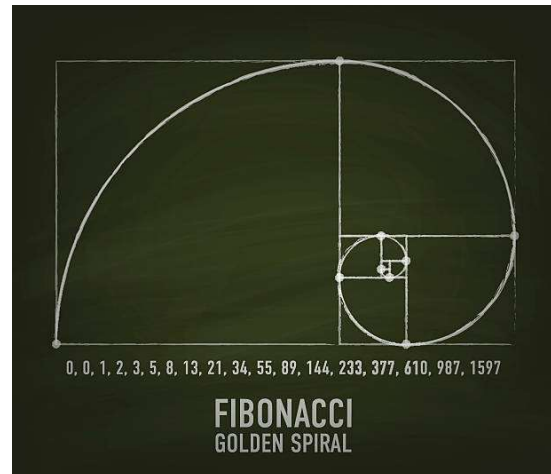 0, 0, 1, 2, 3, 5, 8, 13, 21, 34, 55, 89, 144, 233, 377, 610, 987, 1597
FIBONACCI
GOLDEN SPIRAL